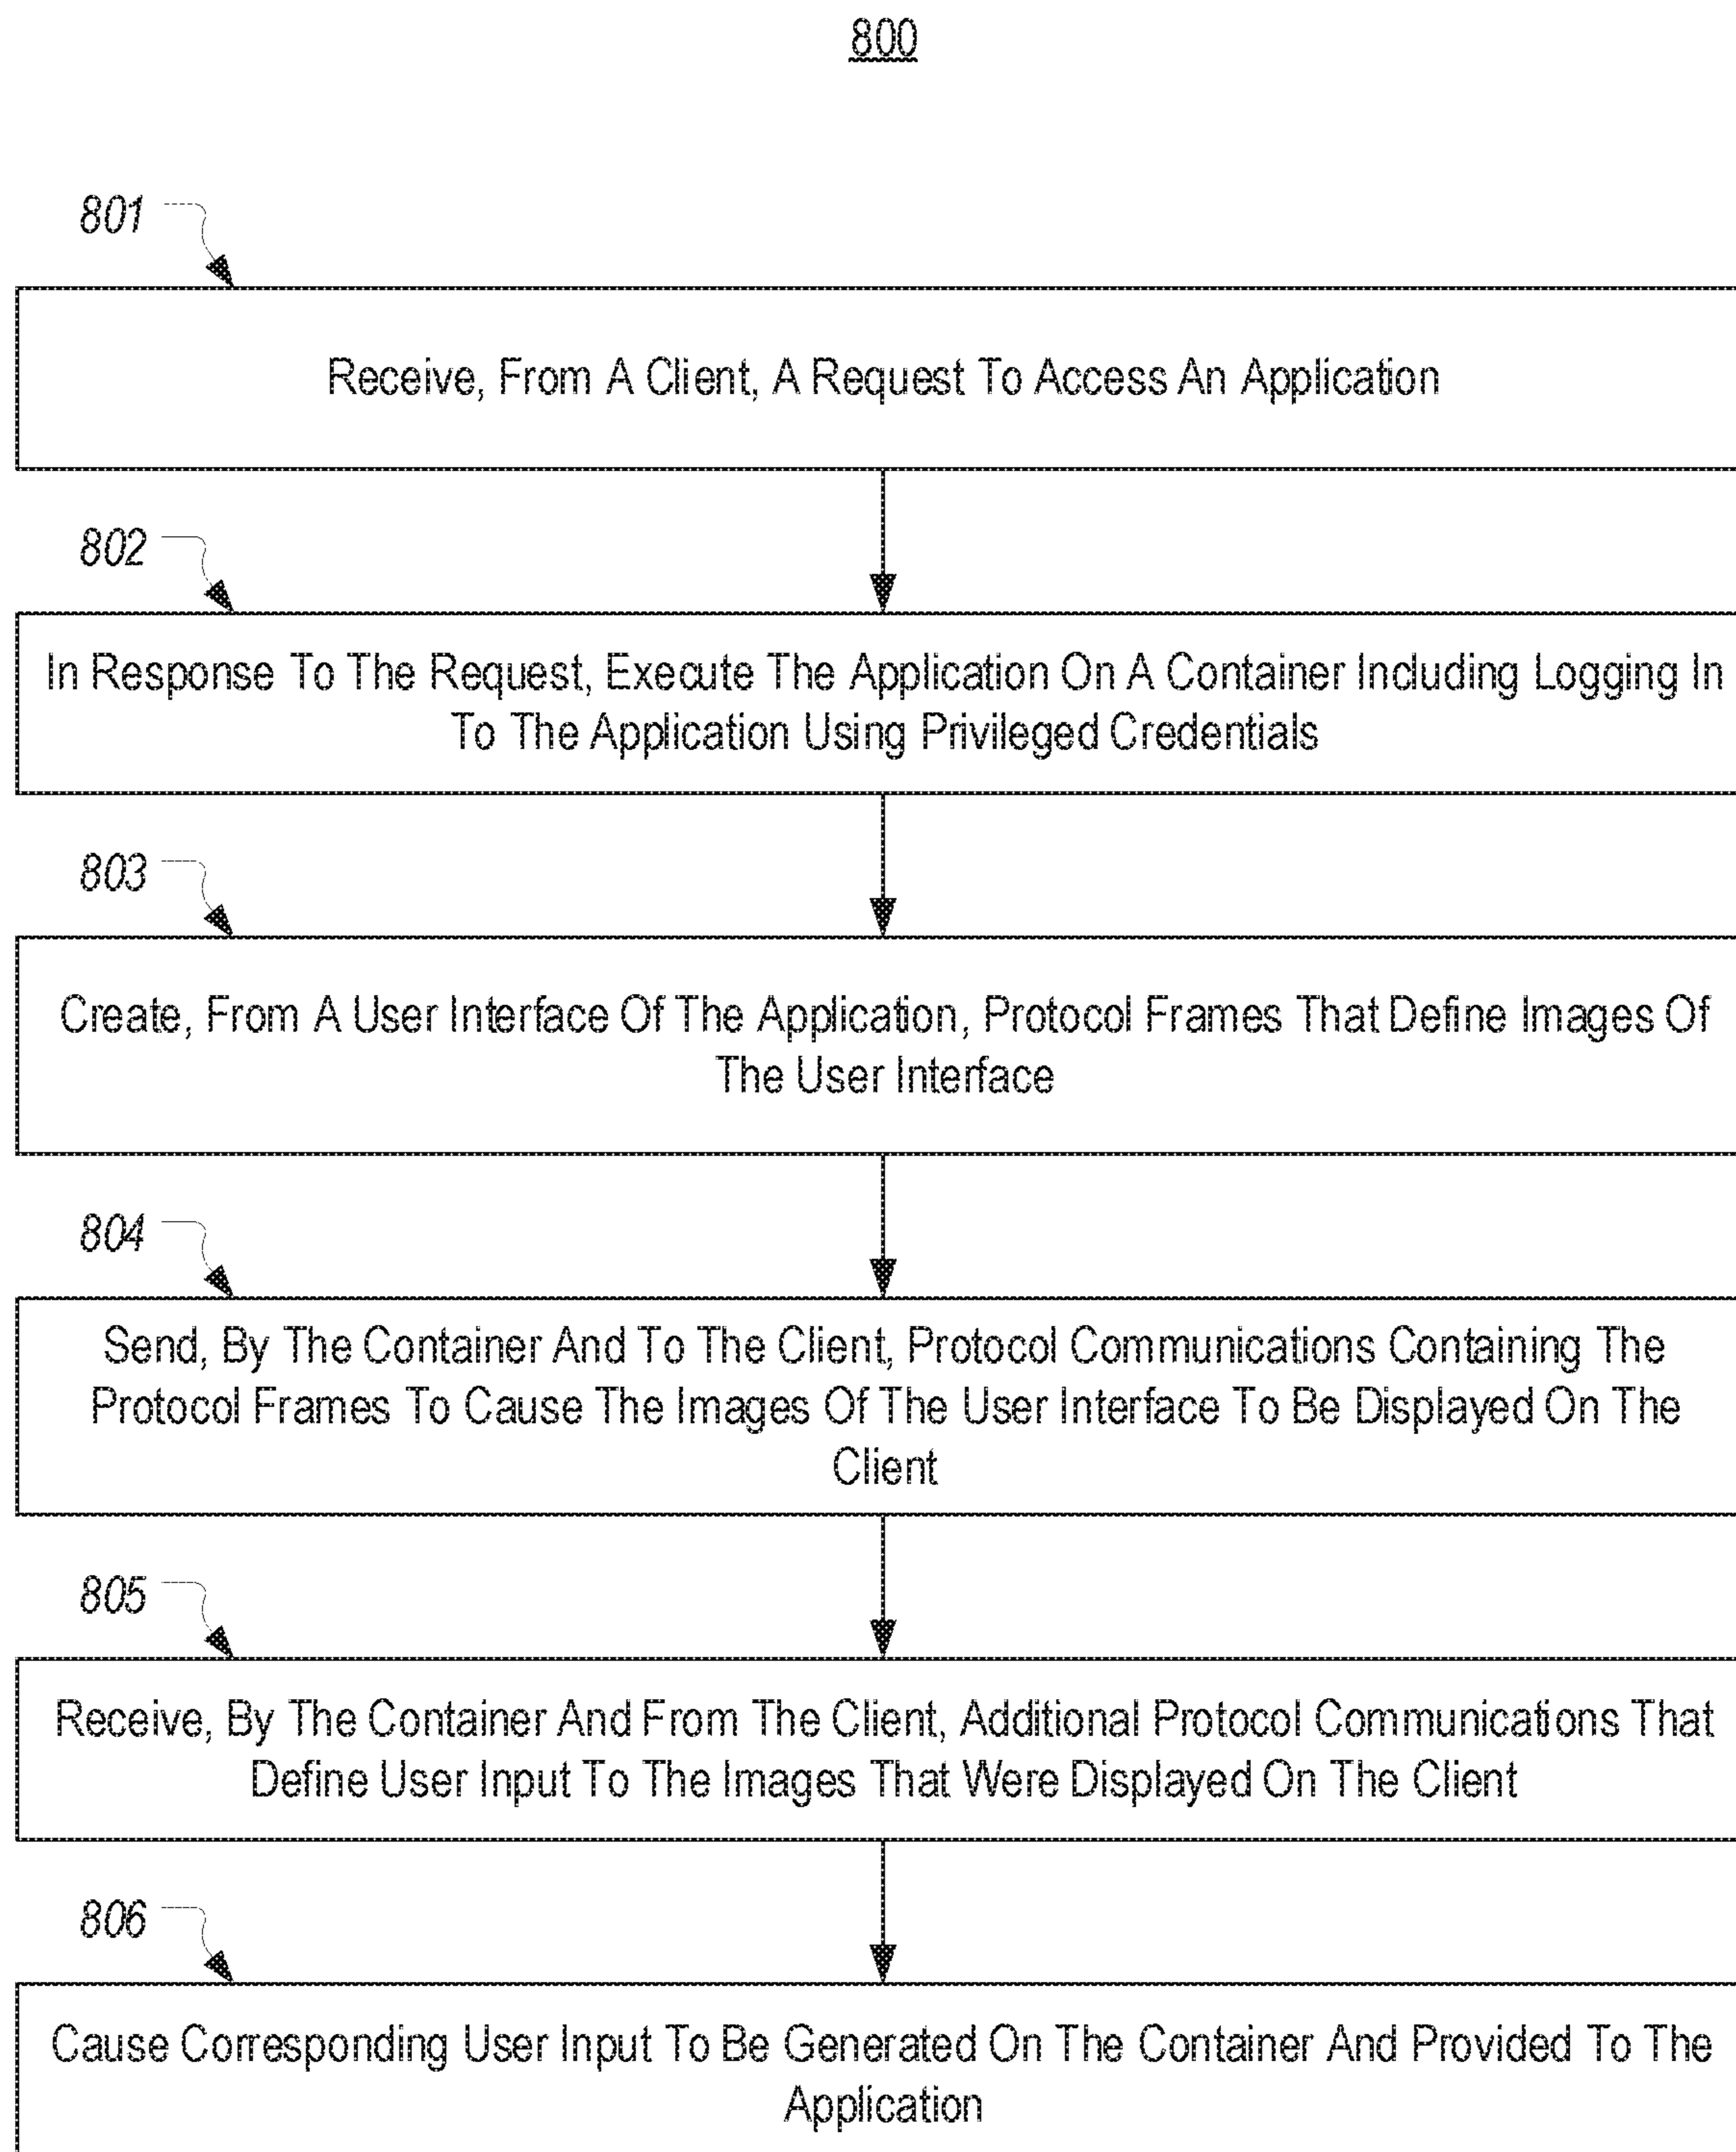 800
801
Receive, From A Client, A Request To Access An Application
802
In Response To The Request, Execute The Application On A Container Including Logging In
To The Application Using Privileged Credentials
803
Create, From A User Interface Of The Application, Protocol Frames That Define Images Of
The User Interface
804
Send, By The Container And To The Client, Protocol Communications Containing The
Protocol Frames To Cause The Images Of The User Interface To Be Displayed On The
Client
805
Receive, By The Container And From The Client, Additional Protocol Communications That
Define User Input To The Images That Were Displayed On The Client
806
Cause Corresponding User Input To Be Generated On The Container And Provided To The
Application